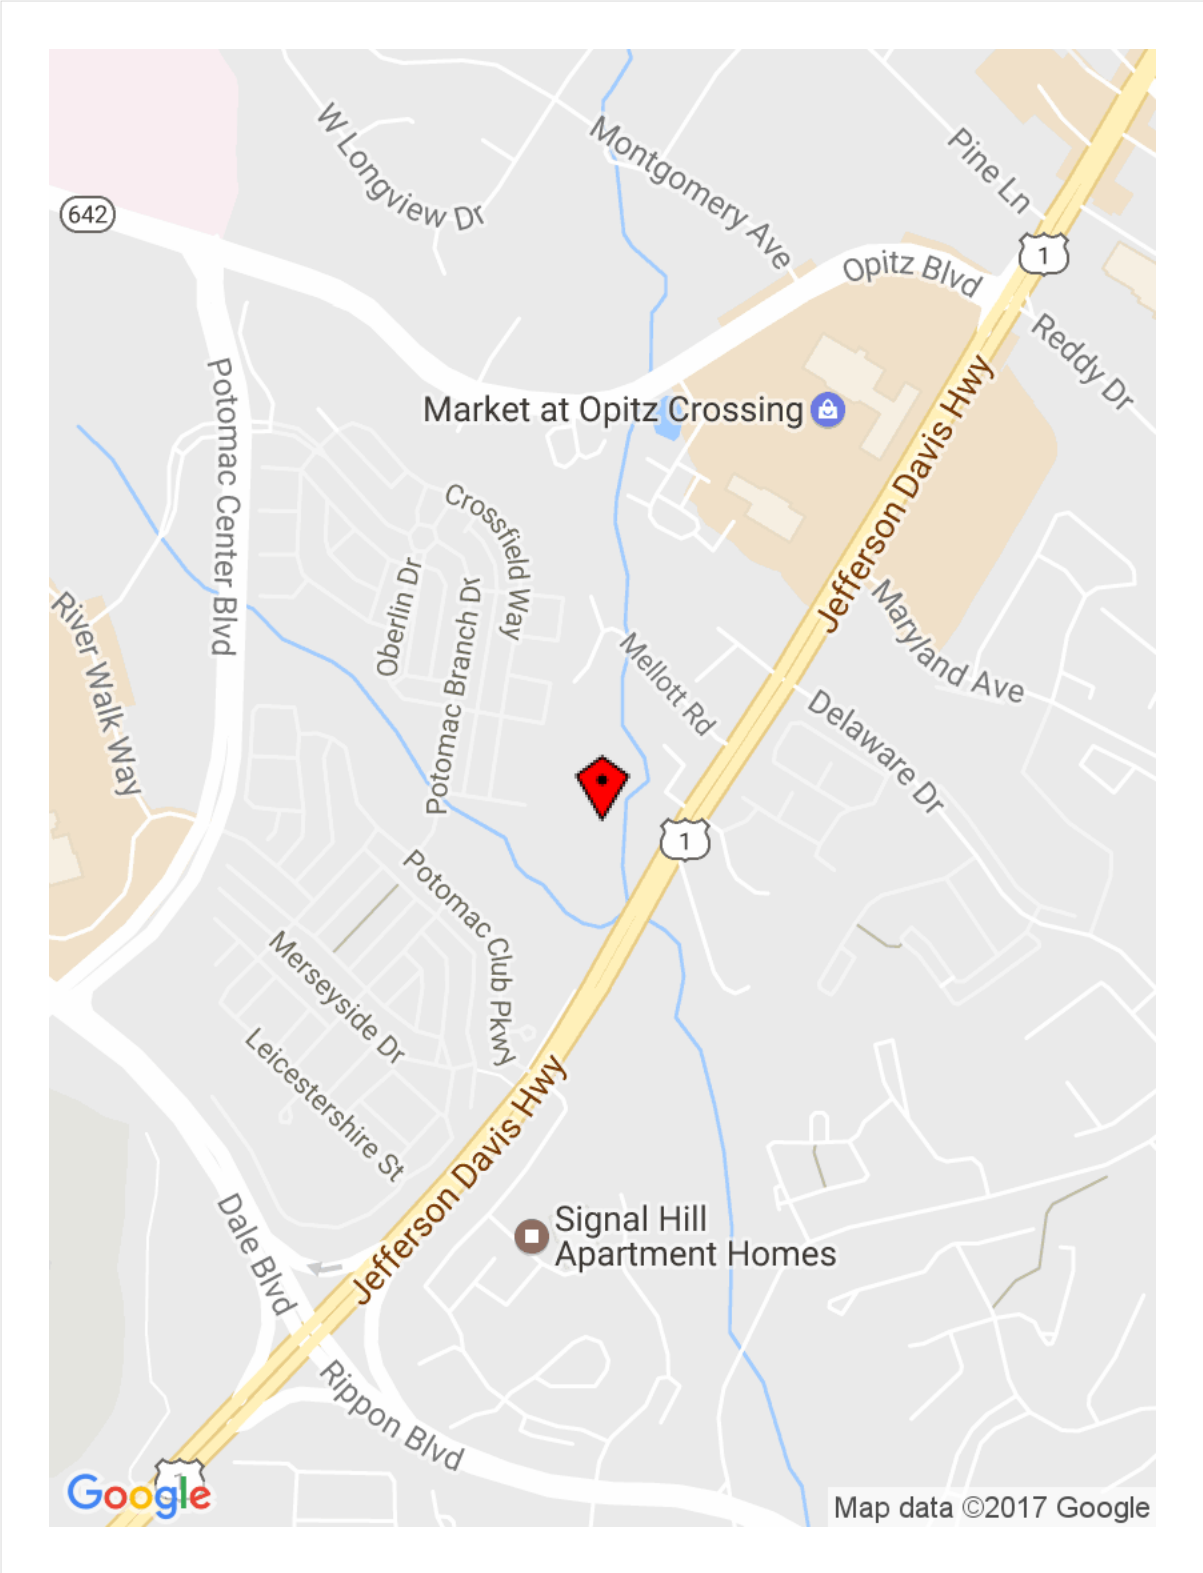 W Longview Dr
Montgomery Ave
Pine Ln
642
1
Opitz Blvd
Reddy Dr
Potomac Center Blvd
Market at Opitz Crossing
Jefferson Davis Hwy
Crossfield Way
Oberlin Dr
Potomac Branch Dr
River Walk Way
Mellott Rd
Maryland Ave
Delaware Dr
1
Potomac Club Pkwy
Merseyside Dr
Leicestershire St
Jefferson Davis Hwy
Signal Hill
Apartment Homes
Dale Blvd
Rippon Blvd
1
Google
Map data ©2017 Google